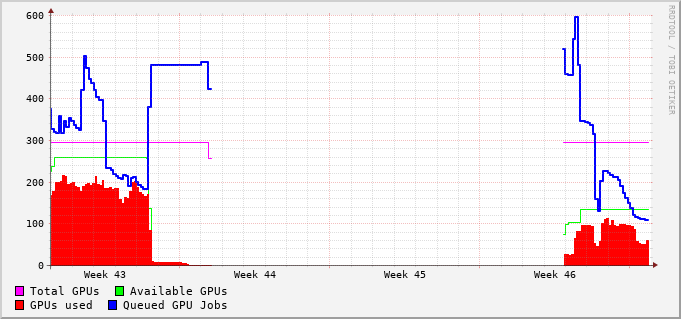 600
500
400
300
200
100
0
Week 43 Week 44 Week 45 Week 46
Total GPUs Available GPUs
GPUs used Queued GPU Jobs
RRDTOOL / TOBI OETIKER